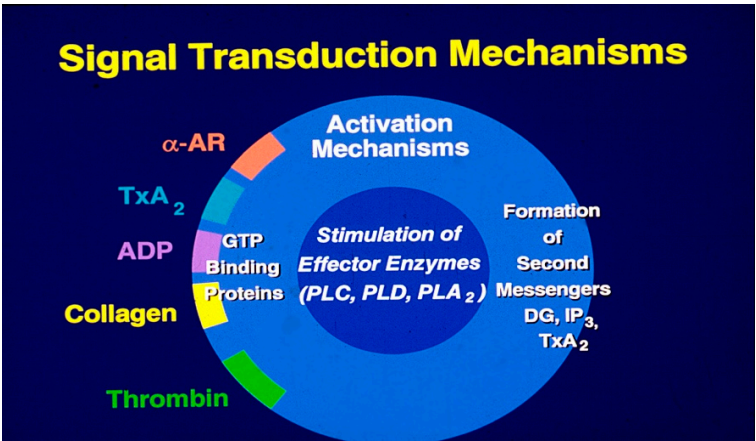 Signal Transduction Mechanisms
Activation
Mechanisms
α-AR
TxA₂
ADP
Collagen
Thrombin
GTP
Binding
Proteins
Stimulation of
Effector Enzymes
(PLC, PLD, PLA₂)
Formation
of
Second
Messengers
DG, IP₃,
TxA₂